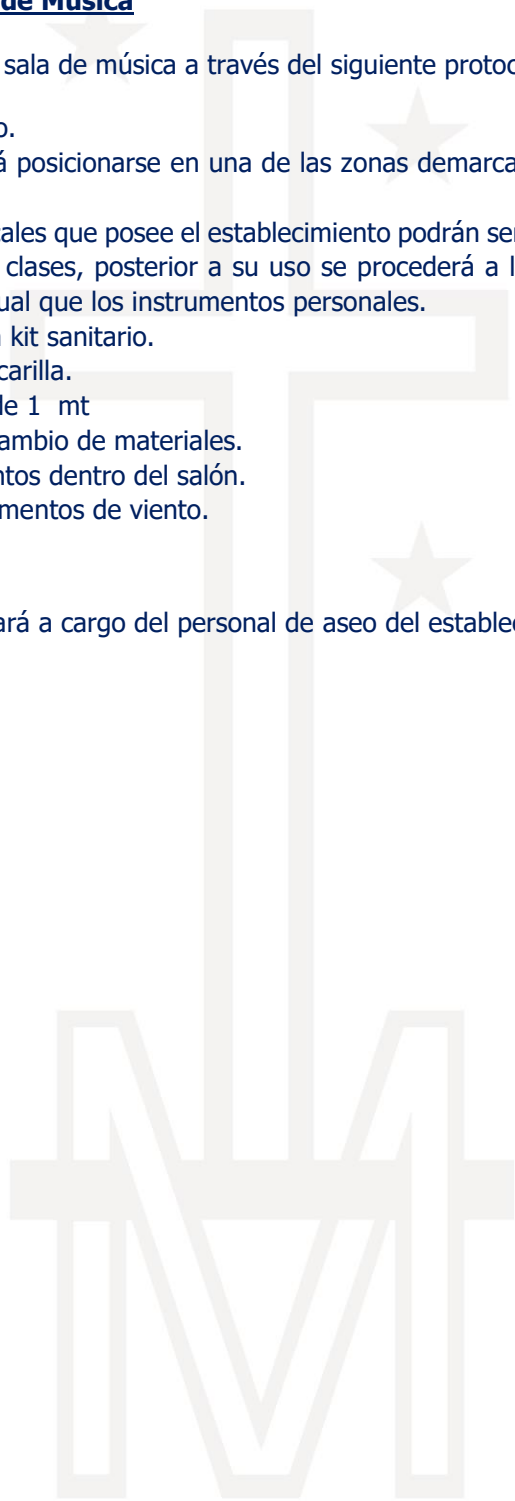 de Música
sala de música a través del siguiente protoc
o.
á posicionarse en una de las zonas demarca
cales que posee el establecimiento podrán ser
clases, posterior a su uso se procederá a l
ual que los instrumentos personales.
kit sanitario.
carilla.
de 1 mt
ambio de materiales.
ntos dentro del salón.
mentos de viento.
ará a cargo del personal de aseo del estable